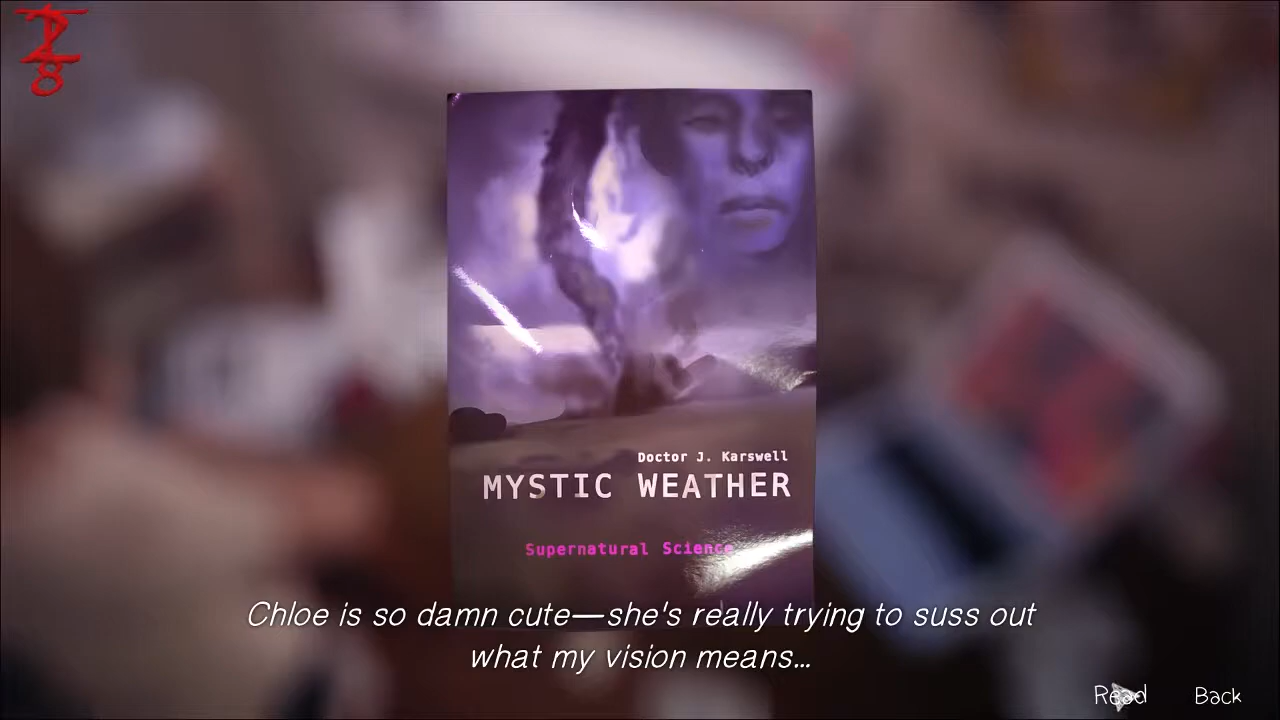 Doctor J. Karswell
MYSTIC WEATHER
Supernatural Science
Chloe is so damn cute—she's really trying to suss out
what my vision means...
Read Back